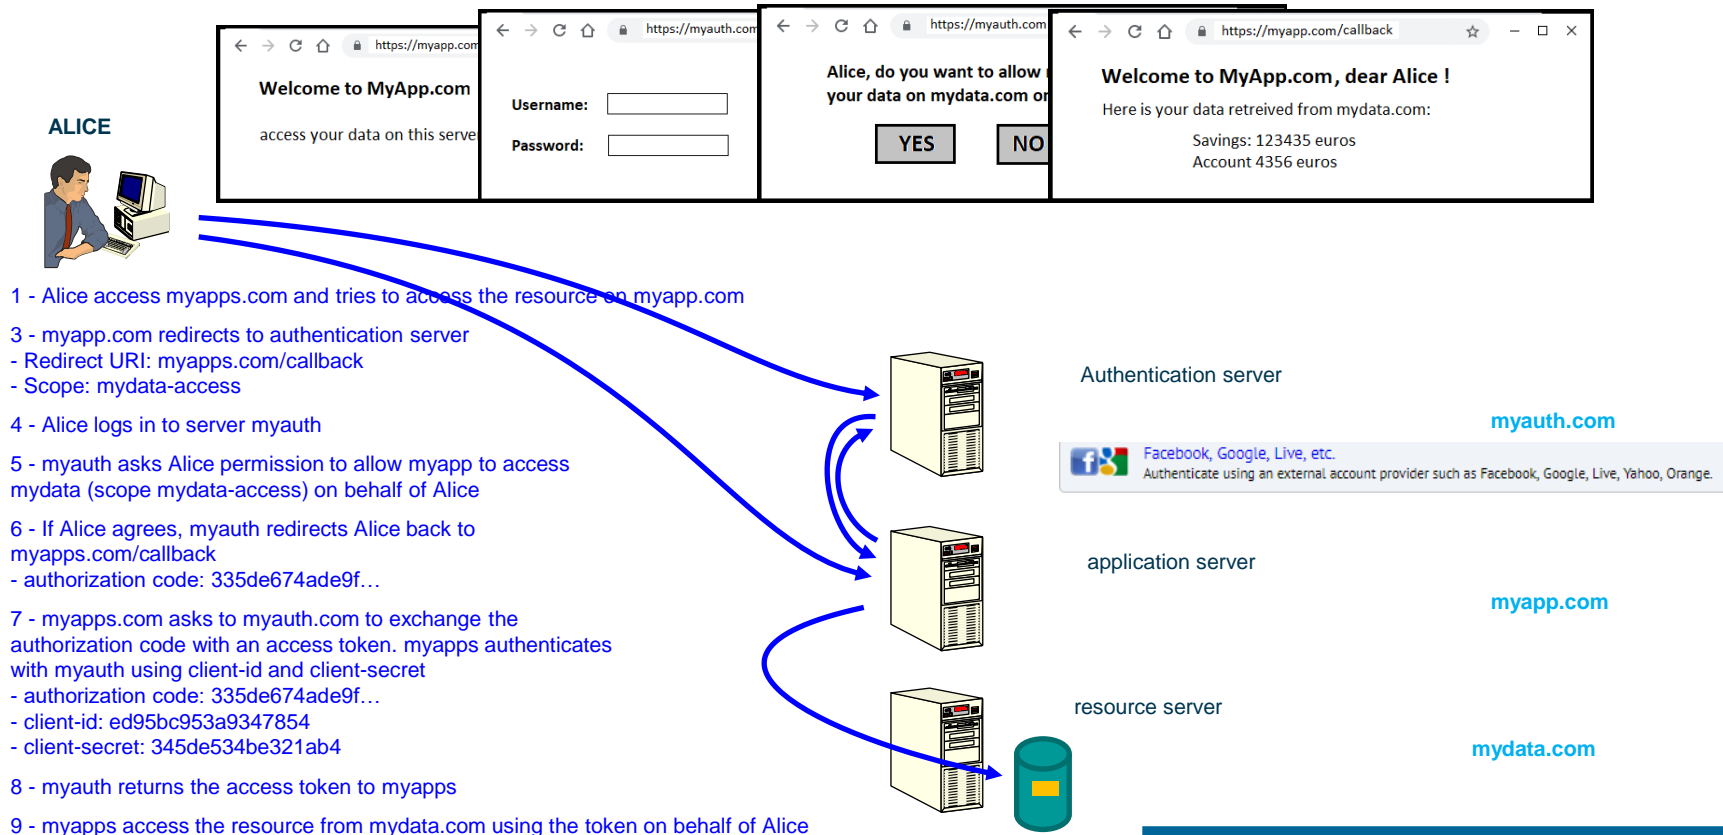 https://myapp.com
Welcome to MyApp.com
access your data on this serve
https://myauth.com
Username:
Password:
https://myauth.com
Alice, do you want to allow
your data on mydata.com or
YES
NO
https://myapp.com/callback
Welcome to MyApp.com, dear Alice !
Here is your data retreived from mydata.com:
Savings: 123435 euros
Account 4356 euros
ALICE
1 - Alice access myapps.com and tries to access the resource on myapp.com
3 - myapp.com redirects to authentication server
- Redirect URI: myapps.com/callback
- Scope: mydata-access
4 - Alice logs in to server myauth
5 - myauth asks Alice permission to allow myapp to access
mydata (scope mydata-access) on behalf of Alice
6 - If Alice agrees, myauth redirects Alice back to
myapps.com/callback
- authorization code: 335de674ade9f…
7 - myapps.com asks to myauth.com to exchange the
authorization code with an access token. myapps authenticates
with myauth using client-id and client-secret
- authorization code: 335de674ade9f…
- client-id: ed95bc953a9347854
- client-secret: 345de534be321ab4
8 - myauth returns the access token to myapps
9 - myapps access the resource from mydata.com using the token on behalf of Alice
Authentication server
myauth.com
Facebook, Google, Live, etc.
Authenticate using an external account provider such as Facebook, Google, Live, Yahoo, Orange.
application server
myapp.com
resource server
mydata.com